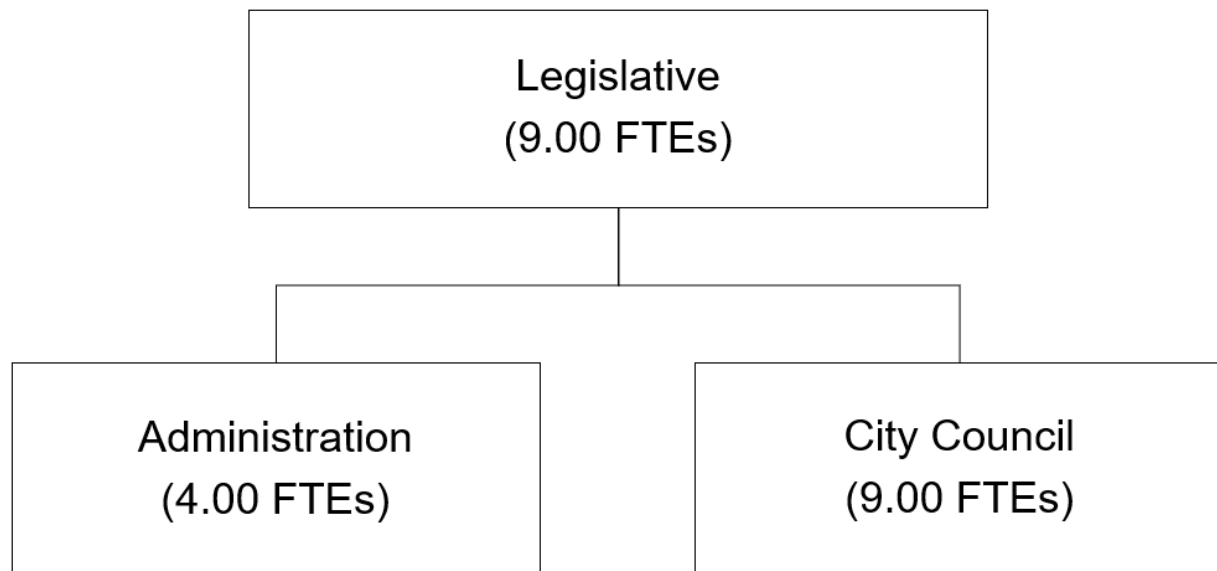 Legislative
(9.00 FTEs)
Administration
(4.00 FTEs)
City Council
(9.00 FTEs)